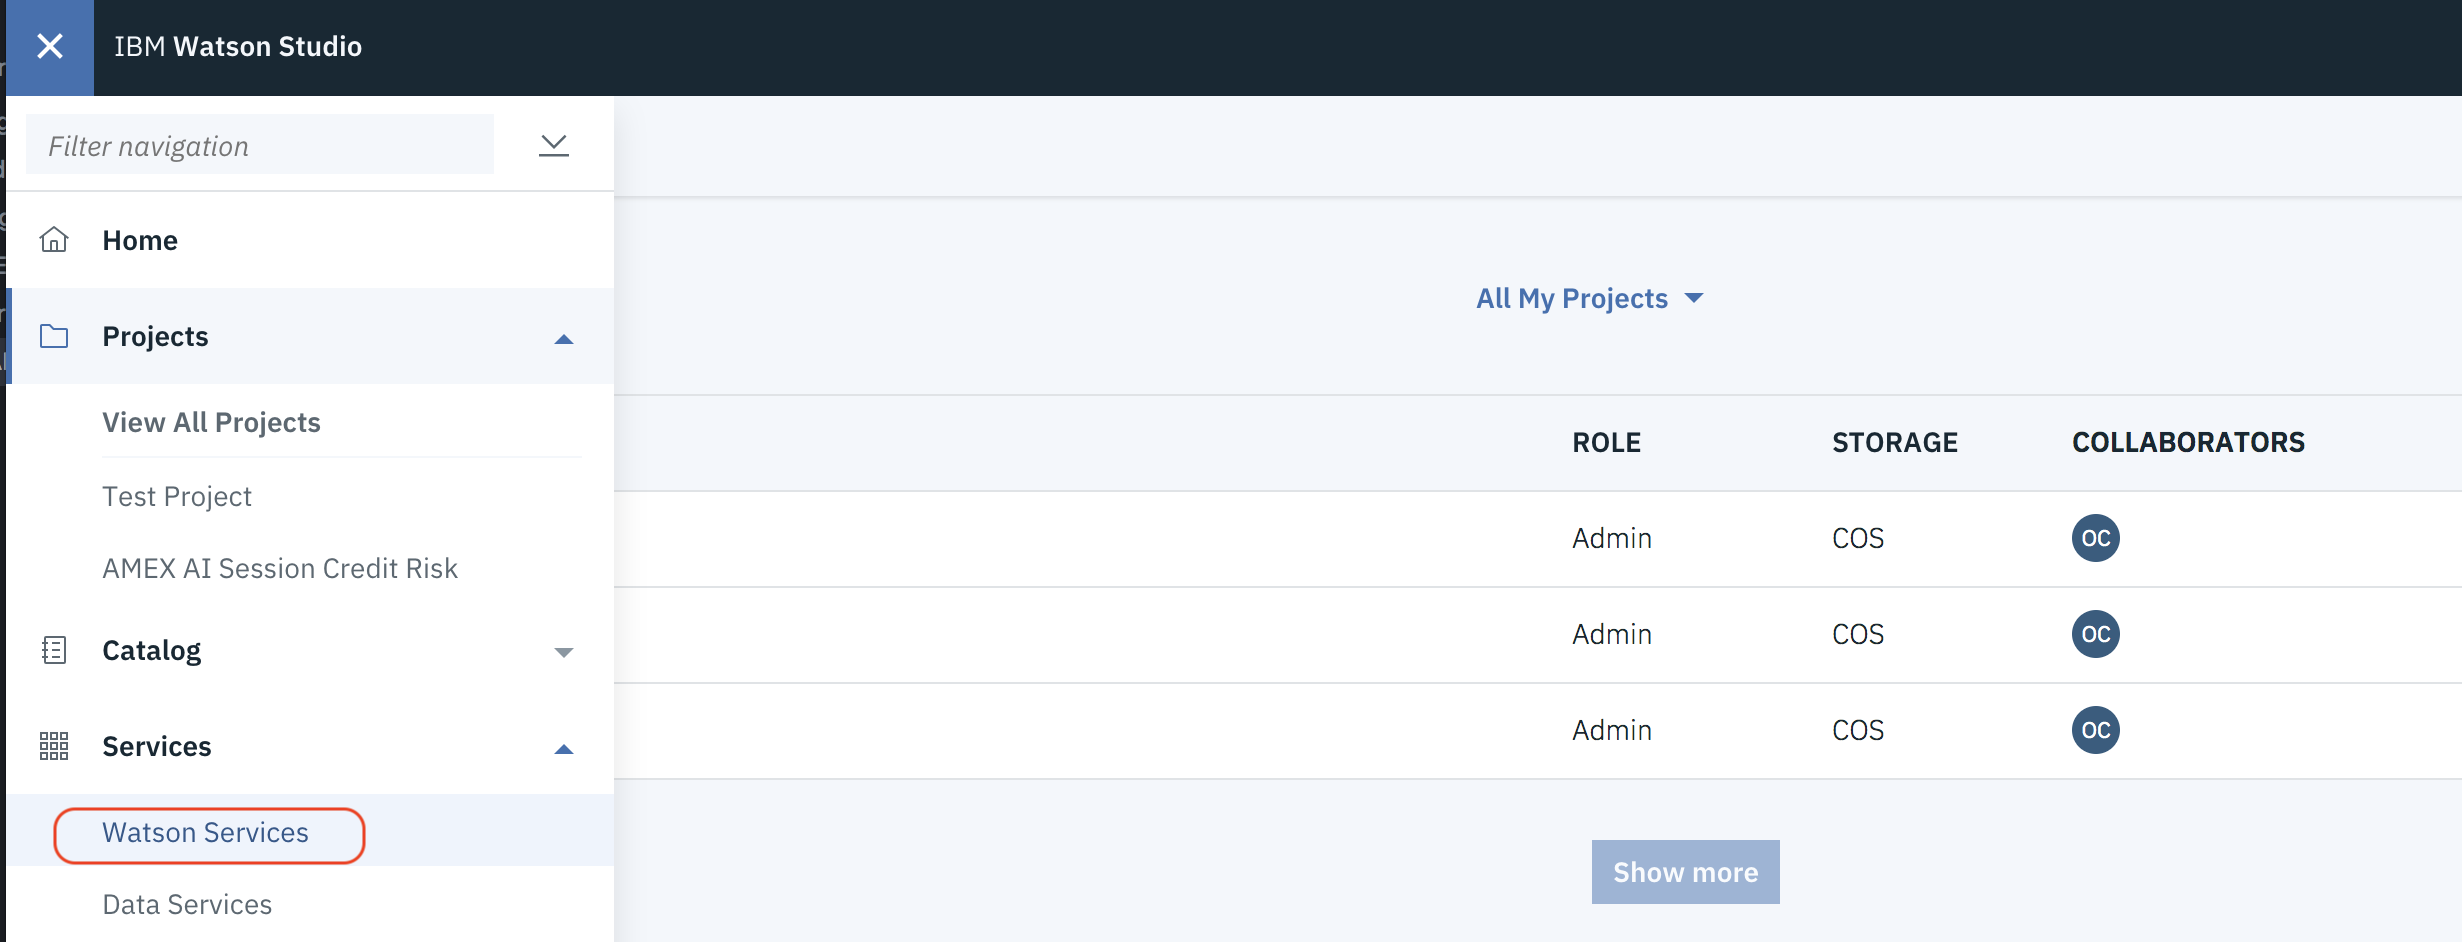 IBM Watson Studio
Filter navigation
Home
Projects
View All Projects
Test Project
AMEX AI Session Credit Risk
Catalog
Services
Watson Services
Data Services
All My Projects
ROLE STORAGE COLLABORATORS
Admin COS OC
Admin COS OC
Admin COS OC
Show more